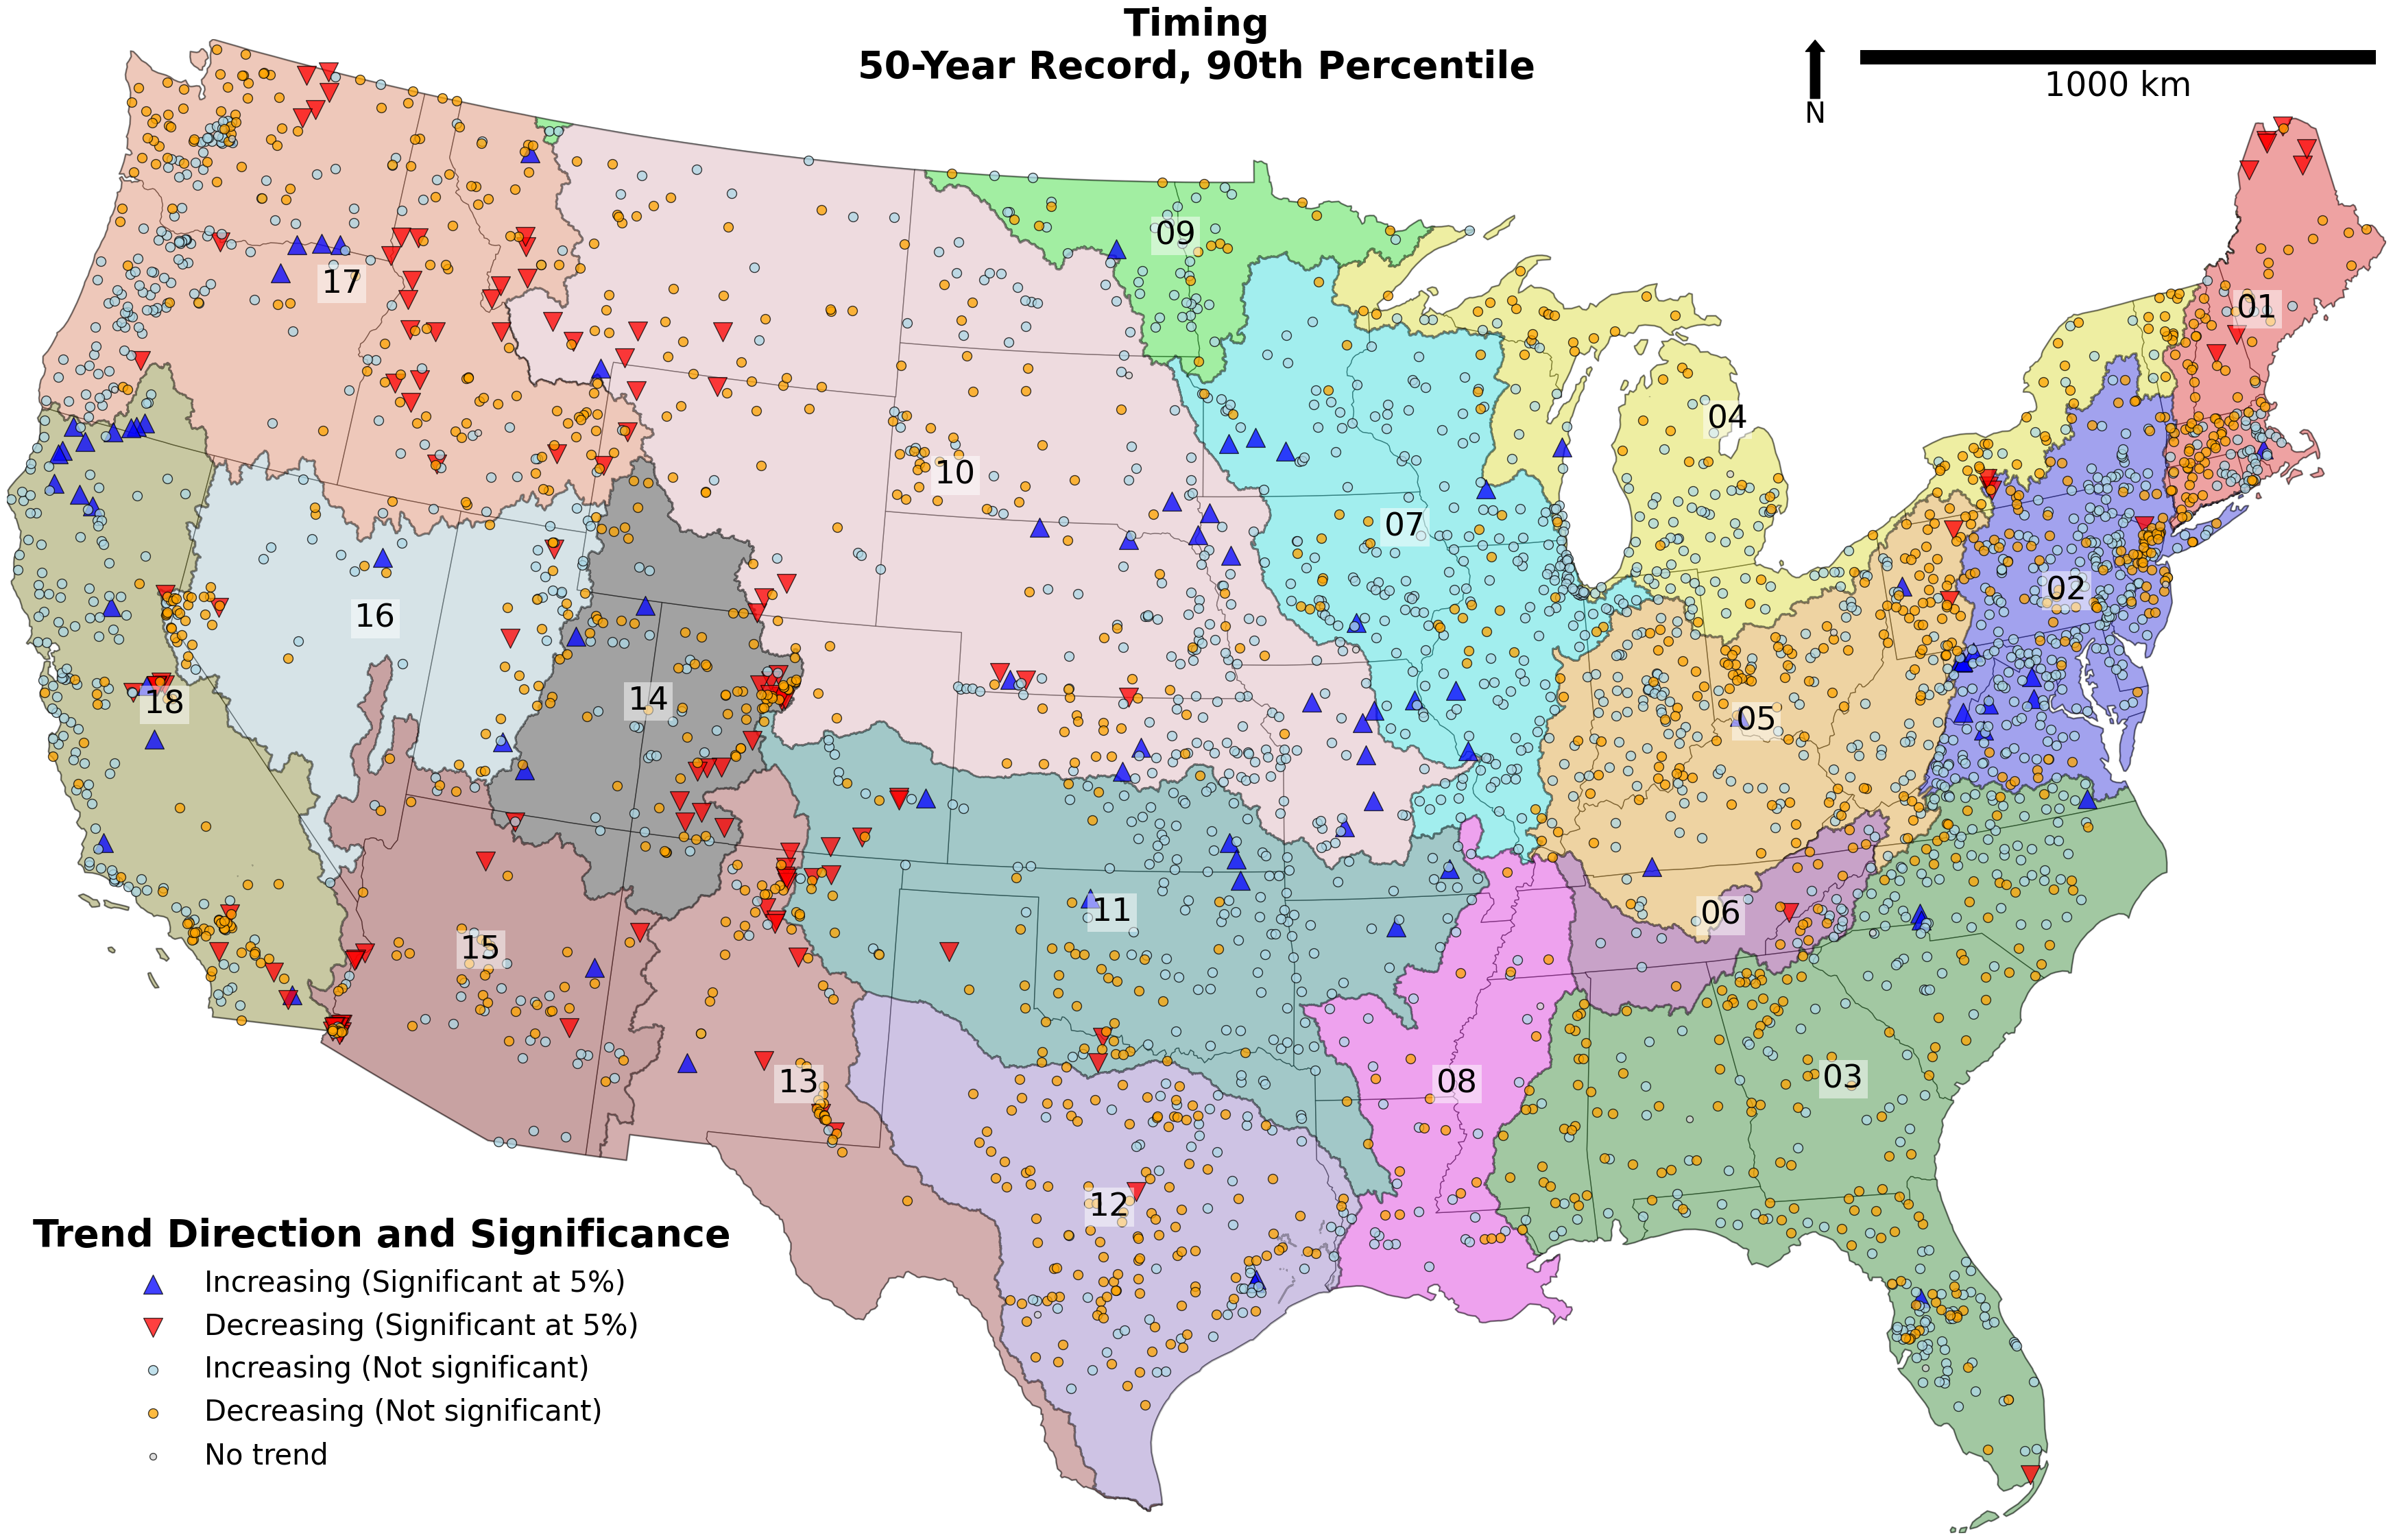 Timing
50-Year Record, 90th Percentile
N
1000 km
01
09
17
04
10
07
02
16
18
14
05
11
06
15
13
08
03
12
Trend Direction and Significance
Increasing (Significant at 5%)
Decreasing (Significant at 5%)
Increasing (Not significant)
Decreasing (Not significant)
No trend